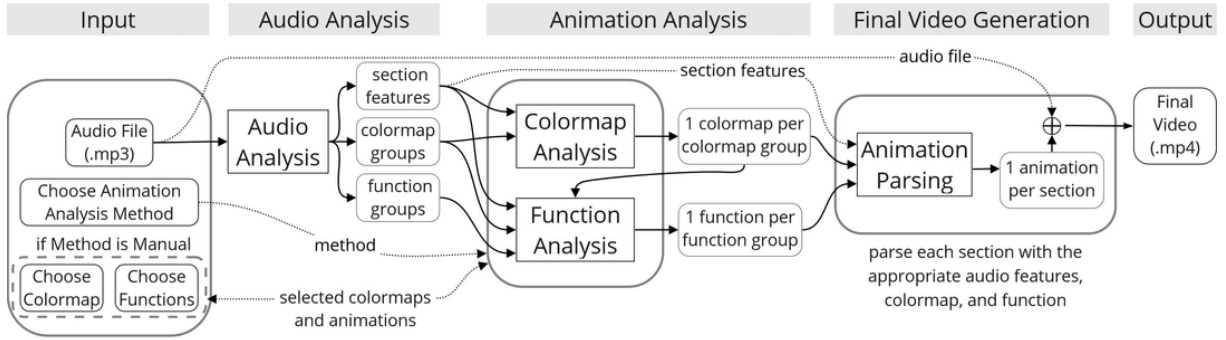 Input
Audio Analysis
Animation Analysis
Final Video Generation
Output
audio file
section features
section
features
colormap
groups
function
groups
Audio File
(.mp3)
Audio
Analysis
Colormap
Analysis
1 colormap per
colormap group
Animation
Parsing
1 animation
per section
Final
Video
(.mp4)
Choose Animation
Analysis Method
method
Function
Analysis
1 function per
function group
if Method is Manual
Choose
Colormap
Choose
Functions
selected colormaps
and animations
parse each section with the
appropriate audio features,
colormap, and function